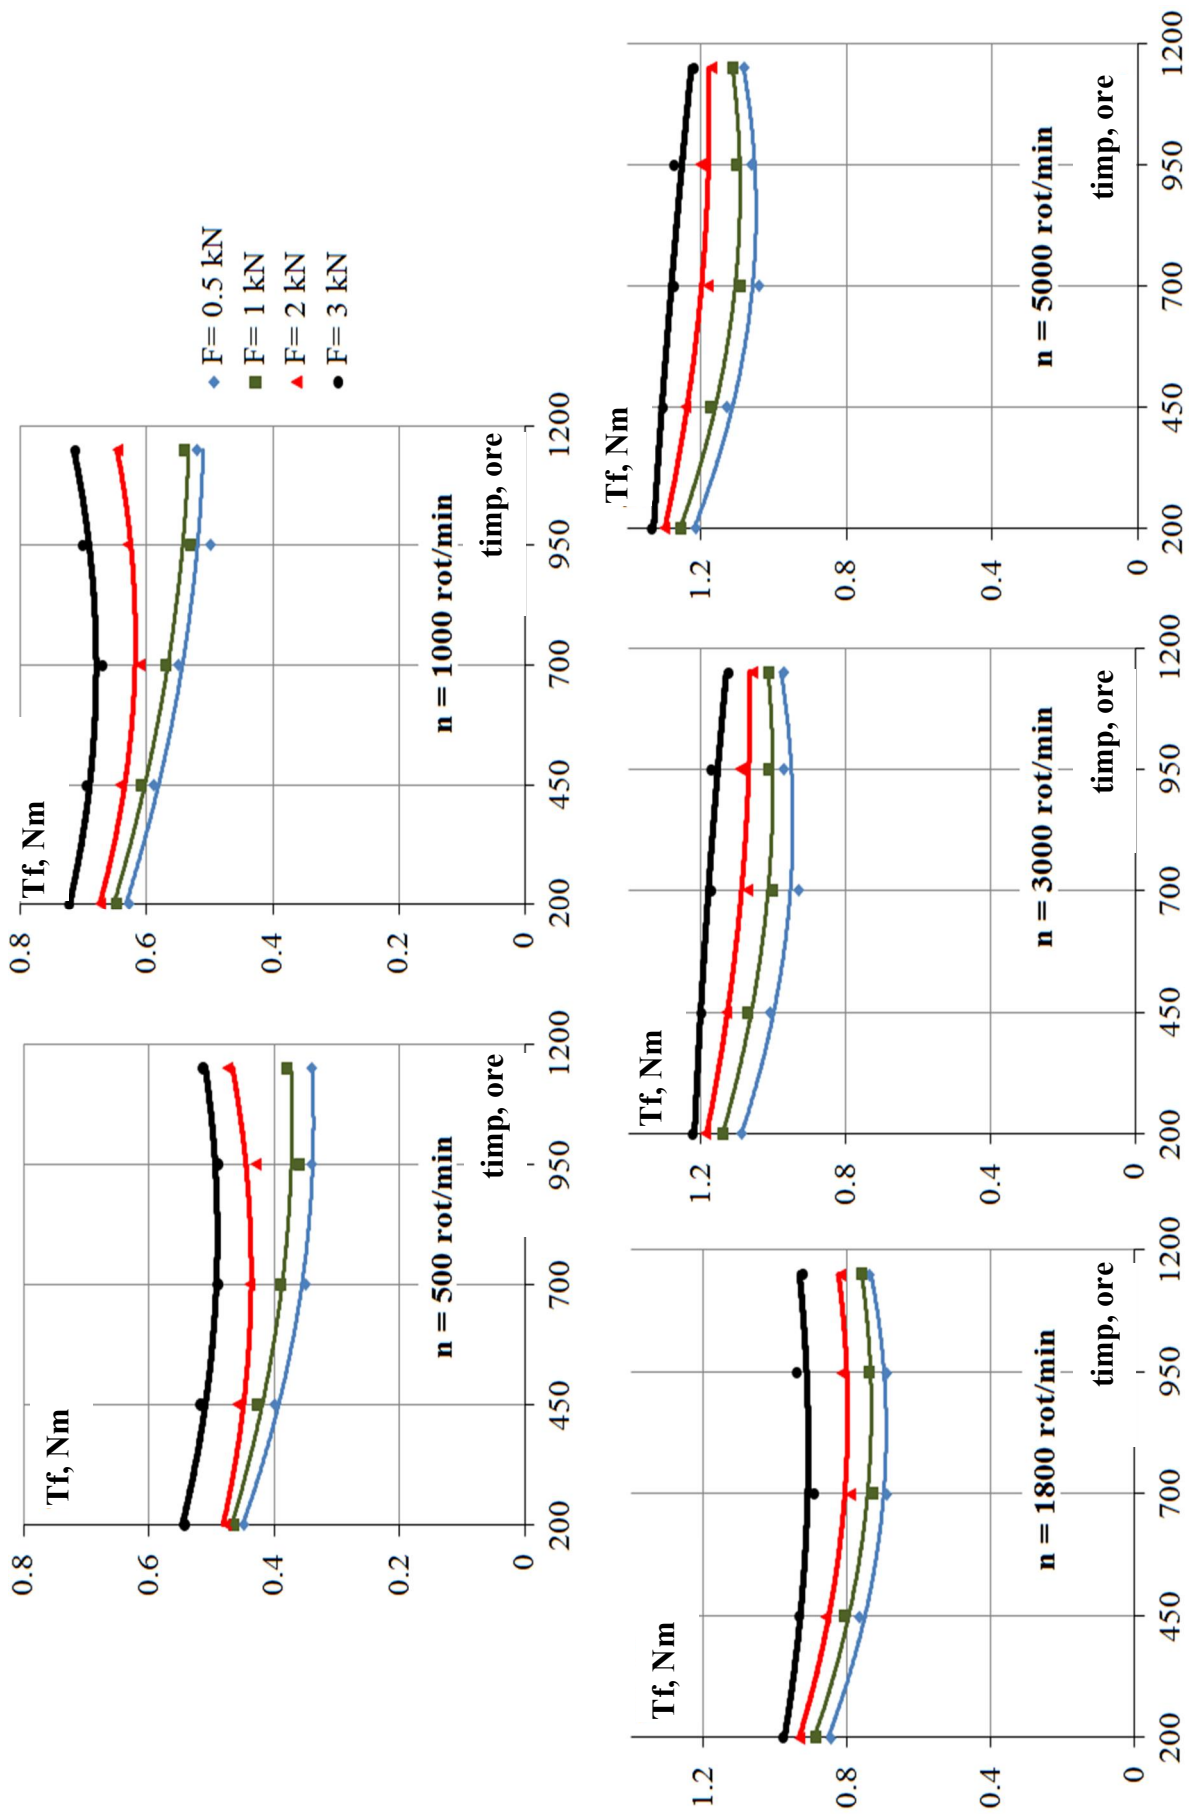 Tf, Nm
0.8
0.6
0.4
0.2
0
200
450
700
950
1200
n = 500 rot/min
timp, ore
Tf, Nm
0.8
0.6
0.4
0.2
0
200
450
700
950
1200
n = 1000 rot/min
timp, ore
F= 0.5 kN
F= 1 kN
F= 2 kN
F= 3 kN
Tf, Nm
1.2
0.8
0.4
0
200
450
700
950
1200
n = 1800 rot/min
timp, ore
Tf, Nm
1.2
0.8
0.4
0
200
450
700
950
1200
n = 3000 rot/min
timp, ore
Tf, Nm
1.2
0.8
0.4
0
200
450
700
950
1200
n = 5000 rot/min
timp, ore